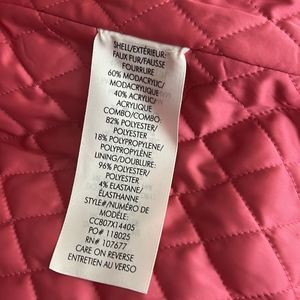 SHELL/EXTÉRIEUR:
FAUX FUR/FAUSSE
FOURRURE
60% MODACRYLIC/
MODACRYLIQUE
40% ACRYLIC/
ACRYLIQUE
COMBO/COMBO:
82% POLYESTER/
POLYESTER
18% POLYPROPYLENE/
POLYPROPYLÈNE
LINING/DOUBLURE:
96% POLYESTER/
POLYESTER
4% ELASTANE/
ÉLASTHANNE
STYLE#/NUMÉRO DE
MODÈLE:
CC807X14405
PO# 118025
RN# 107677
CARE ON REVERSE
ENTRETIEN AU VERSO